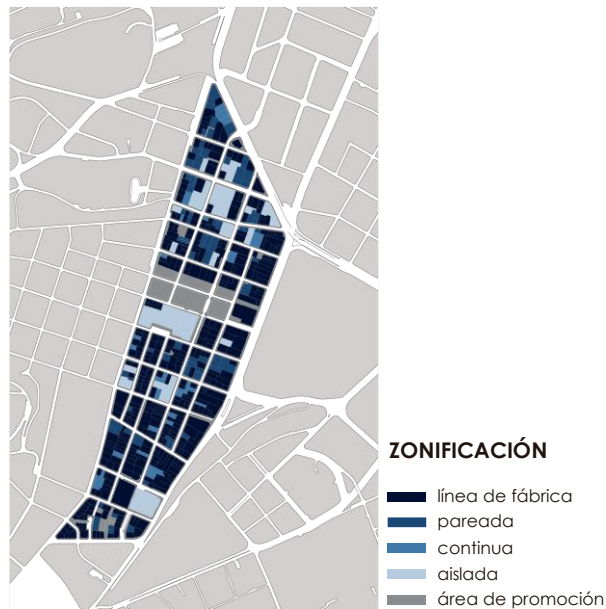 ZONIFICACIÓN
línea de fábrica
pareada
continua
aislada
área de promoción